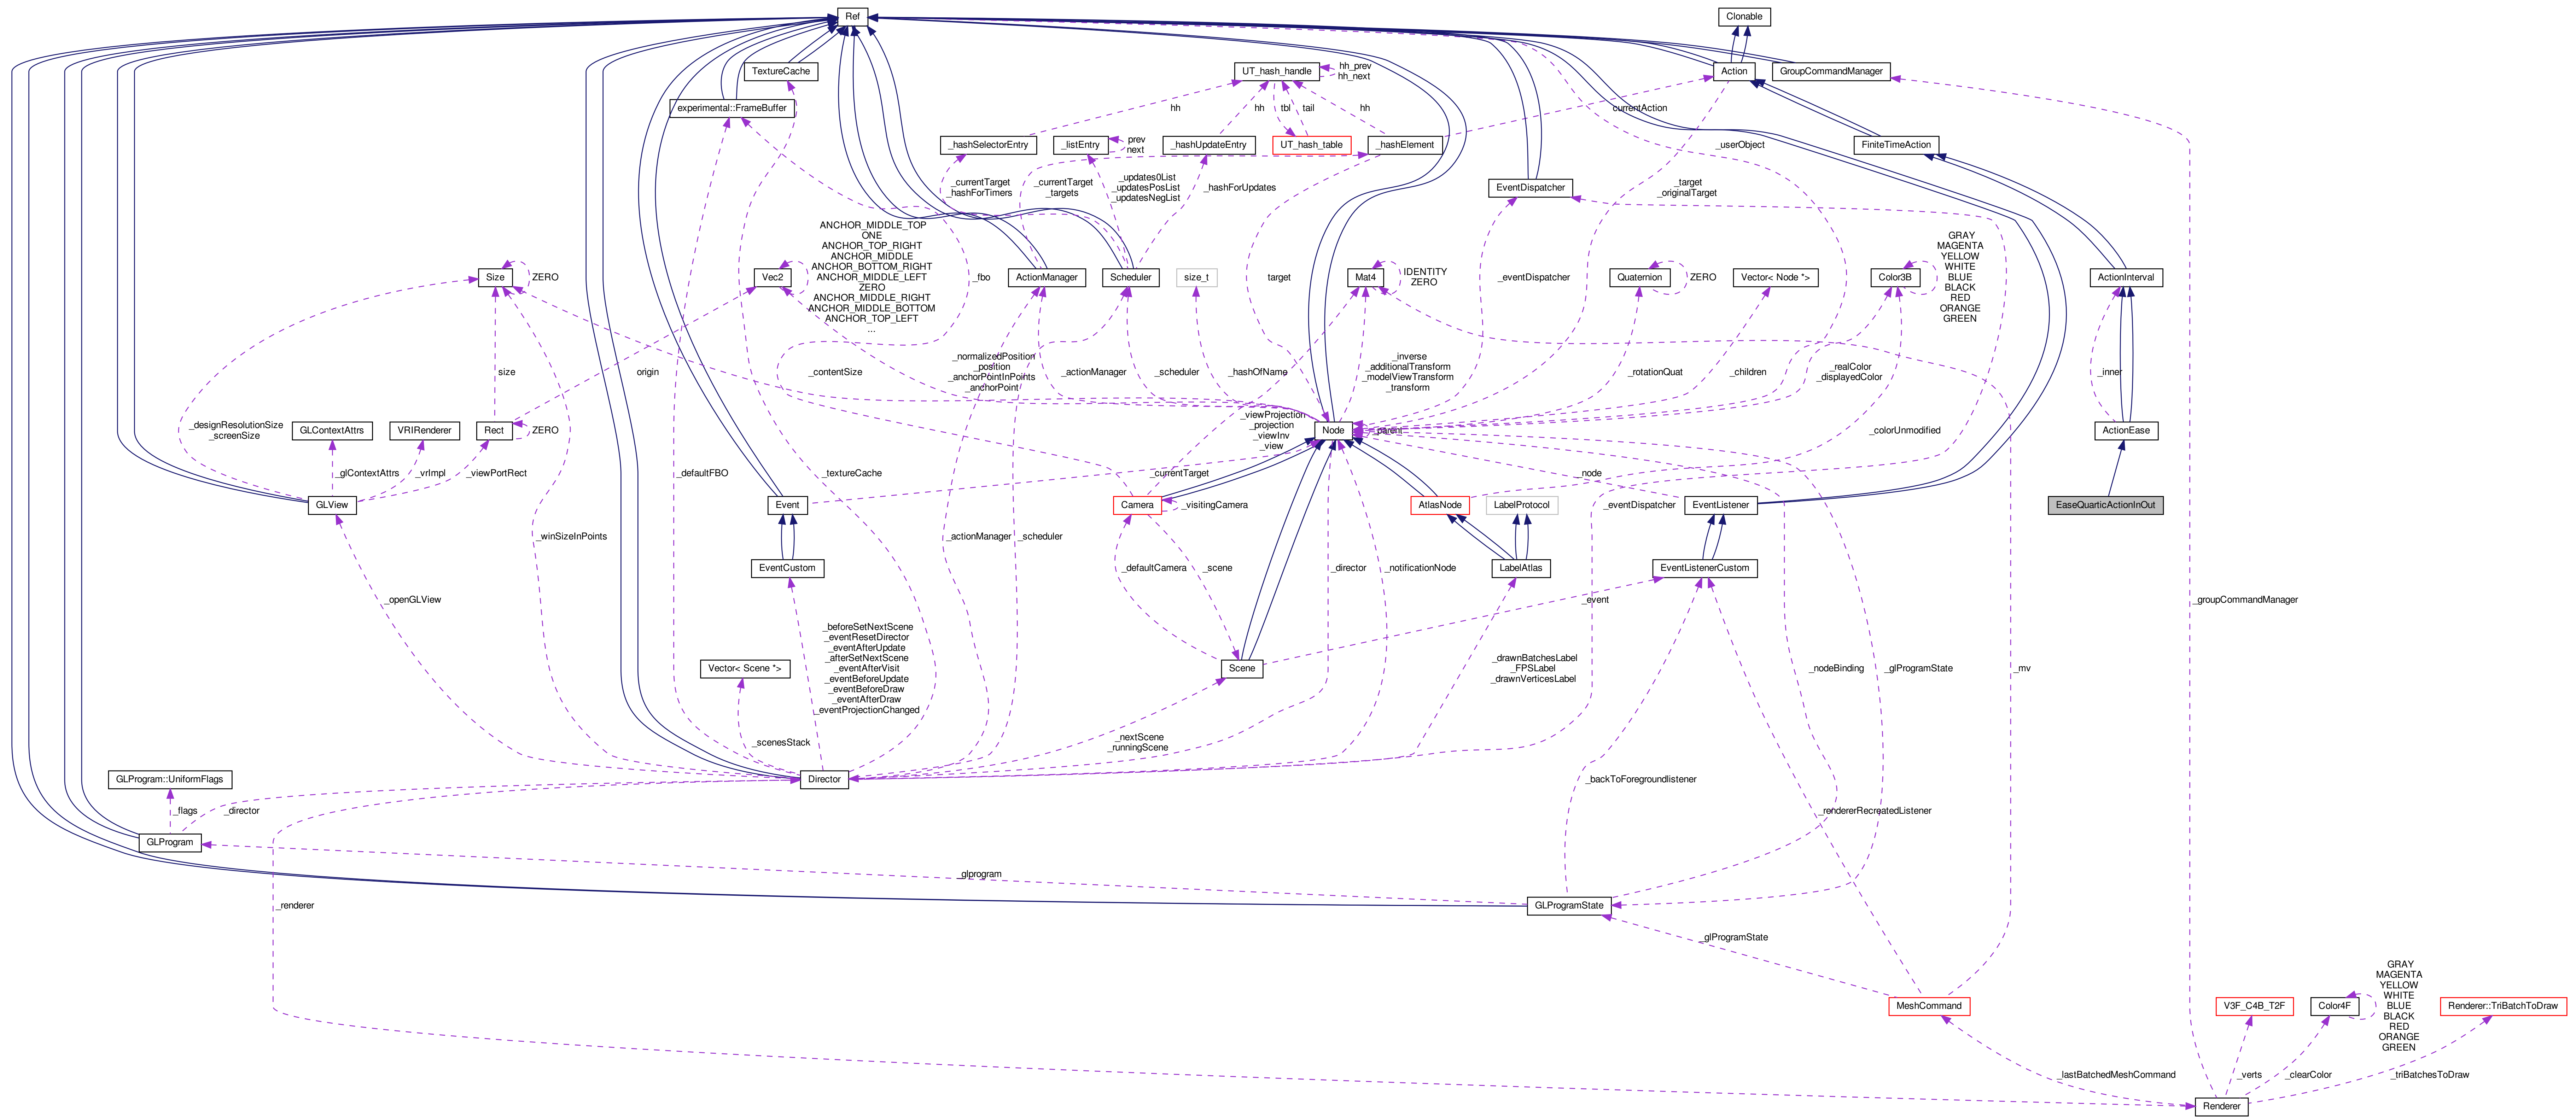 Ref
Clonable
TextureCache
UT_hash_handle
hh_prev
hh_next
Action
GroupCommandManager
experimental::FrameBuffer
hh
hh
tbl
tail
hh
currentAction
_hashSelectorEntry
_listEntry
prev
next
_hashUpdateEntry
UT_hash_table
_hashElement
_userObject
FiniteTimeAction
_currentTarget
_hashForTimers
_currentTarget
_targets
_updates0List
_updatesPosList
_updatesNegList
_hashForUpdates
EventDispatcher
_target
_originalTarget
Size
ZERO
Vec2
ANCHOR_MIDDLE_TOP
ONE
ANCHOR_TOP_RIGHT
ANCHOR_MIDDLE
ANCHOR_BOTTOM_RIGHT
ANCHOR_MIDDLE_LEFT
ZERO
ANCHOR_MIDDLE_RIGHT
ANCHOR_MIDDLE_BOTTOM
ANCHOR_TOP_LEFT
...
_fbo
ActionManager
Scheduler
size_t
target
Mat4
IDENTITY
ZERO
_eventDispatcher
Quaternion
ZERO
Vector< Node *>
Color3B
GRAY
MAGENTA
YELLOW
WHITE
BLUE
BLACK
RED
ORANGE
GREEN
ActionInterval
size
origin
_contentSize
_normalizedPosition
_position
_anchorPointInPoints
_anchorPoint
_actionManager
_scheduler
_hashOfName
_inverse
_additionalTransform
_modelViewTransform
_transform
_rotationQuat
_children
_realColor
_displayedColor
_inner
_designResolutionSize
_screenSize
GLContextAttrs
VRIRenderer
Rect
ZERO
_viewProjection
_projection
_viewInv
_view
Node
_parent
_colorUnmodified
ActionEase
_glContextAttrs
_vrImpl
_viewPortRect
_defaultFBO
_textureCache
_currentTarget
_node
GLView
Event
Camera
_visitingCamera
AtlasNode
LabelProtocol
_eventDispatcher
EventListener
EaseQuarticActionInOut
_winSizeInPoints
_actionManager
_scheduler
EventCustom
_defaultCamera
_scene
_director
_notificationNode
LabelAtlas
EventListenerCustom
_openGLView
_event
_groupCommandManager
_beforeSetNextScene
_eventResetDirector
_eventAfterUpdate
_afterSetNextScene
_eventAfterVisit
_eventBeforeUpdate
_eventBeforeDraw
_eventAfterDraw
_eventProjectionChanged
Vector< Scene *>
Scene
_drawnBatchesLabel
_FPSLabel
_drawnVerticesLabel
_nodeBinding
_glProgramState
_mv
_scenesStack
_nextScene
_runningScene
GLProgram::UniformFlags
Director
_backToForegroundlistener
_flags
_director
_rendererRecreatedListener
GLProgram
_glprogram
_renderer
GLProgramState
_glProgramState
MeshCommand
V3F_C4B_T2F
Color4F
GRAY
MAGENTA
YELLOW
WHITE
BLUE
BLACK
RED
ORANGE
GREEN
Renderer::TriBatchToDraw
_lastBatchedMeshCommand
_verts
_clearColor
_triBatchesToDraw
Renderer